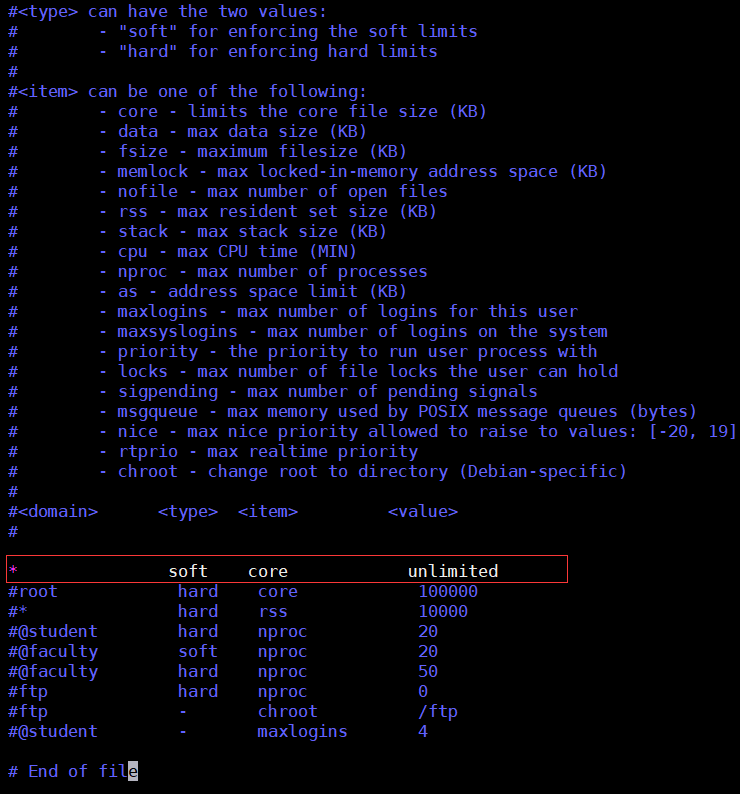 #<type> can have the two values:
#        - "soft" for enforcing the soft limits
#        - "hard" for enforcing hard limits
#
#<item> can be one of the following:
#        - core - limits the core file size (KB)
#        - data - max data size (KB)
#        - fsize - maximum filesize (KB)
#        - memlock - max locked-in-memory address space (KB)
#        - nofile - max number of open files
#        - rss - max resident set size (KB)
#        - stack - max stack size (KB)
#        - cpu - max CPU time (MIN)
#        - nproc - max number of processes
#        - as - address space limit (KB)
#        - maxlogins - max number of logins for this user
#        - maxsyslogins - max number of logins on the system
#        - priority - the priority to run user process with
#        - locks - max number of file locks the user can hold
#        - sigpending - max number of pending signals
#        - msgqueue - max memory used by POSIX message queues (bytes)
#        - nice - max nice priority allowed to raise to values: [-20, 19]
#        - rtprio - max realtime priority
#        - chroot - change root to directory (Debian-specific)
#
#<domain>      <type>  <item>         <value>
#
*               soft    core            unlimited
#root            hard    core            100000
#*               hard    rss             10000
#@student        hard    nproc           20
#@faculty        soft    nproc           20
#@faculty        hard    nproc           50
#ftp             hard    nproc           0
#ftp             -       chroot          /ftp
#@student        -       maxlogins       4
# End of file